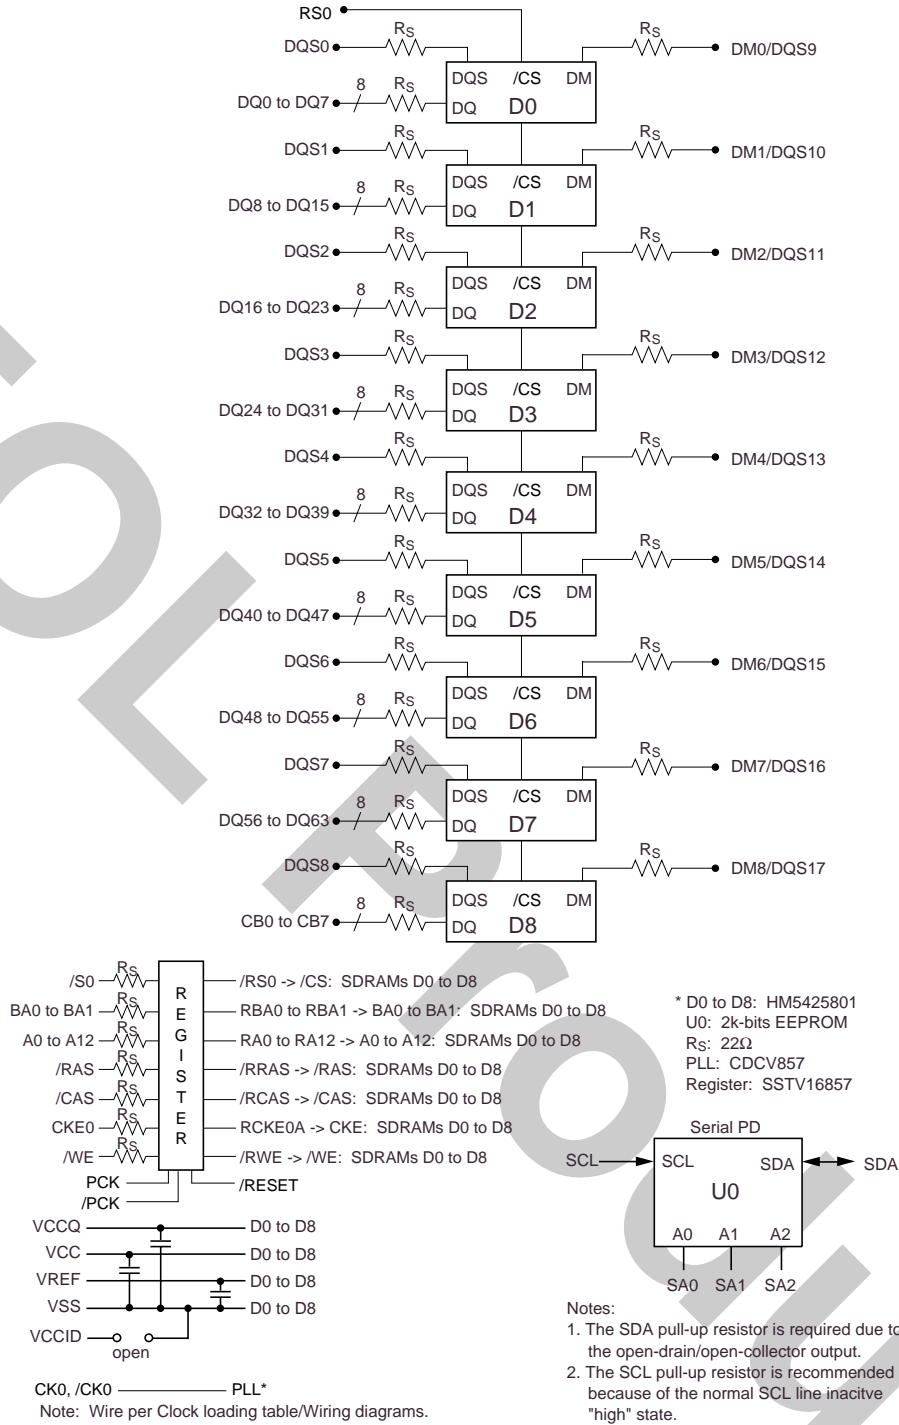 RS0
DQS0 RS RS DM0/DQS9
DQS /CS DM
DQ0 to DQ7 8 RS DQ D0
DQS1 RS RS DM1/DQS10
DQS /CS DM
DQ8 to DQ15 8 RS DQ D1
DQS2 RS RS DM2/DQS11
DQS /CS DM
DQ16 to DQ23 8 RS DQ D2
DQS3 RS RS DM3/DQS12
DQS /CS DM
DQ24 to DQ31 8 RS DQ D3
DQS4 RS RS DM4/DQS13
DQS /CS DM
DQ32 to DQ39 8 RS DQ D4
DQS5 RS RS DM5/DQS14
DQS /CS DM
DQ40 to DQ47 8 RS DQ D5
DQS6 RS RS DM6/DQS15
DQS /CS DM
DQ48 to DQ55 8 RS DQ D6
DQS7 RS RS DM7/DQS16
DQS /CS DM
DQ56 to DQ63 8 RS DQ D7
DQS8 RS RS DM8/DQS17
DQS /CS DM
CB0 to CB7 8 RS DQ D8
REGISTER
/S0 RS /RS0 -> /CS: SDRAMs D0 to D8
BA0 to BA1 RS RBA0 to RBA1 -> BA0 to BA1: SDRAMs D0 to D8
A0 to A12 RS RA0 to RA12 -> A0 to A12: SDRAMs D0 to D8
/RAS RS /RRAS -> /RAS: SDRAMs D0 to D8
/CAS RS /RCAS -> /CAS: SDRAMs D0 to D8
CKE0 RS RCKE0A -> CKE: SDRAMs D0 to D8
/WE RS /RWE -> /WE: SDRAMs D0 to D8
PCK /RESET
/PCK
VCCQ D0 to D8
VCC D0 to D8
VREF D0 to D8
VSS D0 to D8
VCCID open
CK0, /CK0 PLL*
Note: Wire per Clock loading table/Wiring diagrams.
* D0 to D8: HM5425801
U0: 2k-bits EEPROM
RS: 22Ω
PLL: CDCV857
Register: SSTV16857
Serial PD
SCL SCL SDA SDA
U0
A0 A1 A2
SA0 SA1 SA2
Notes:
1. The SDA pull-up resistor is required due to
the open-drain/open-collector output.
2. The SCL pull-up resistor is recommended
because of the normal SCL line inacitve
"high" state.
OL Produ